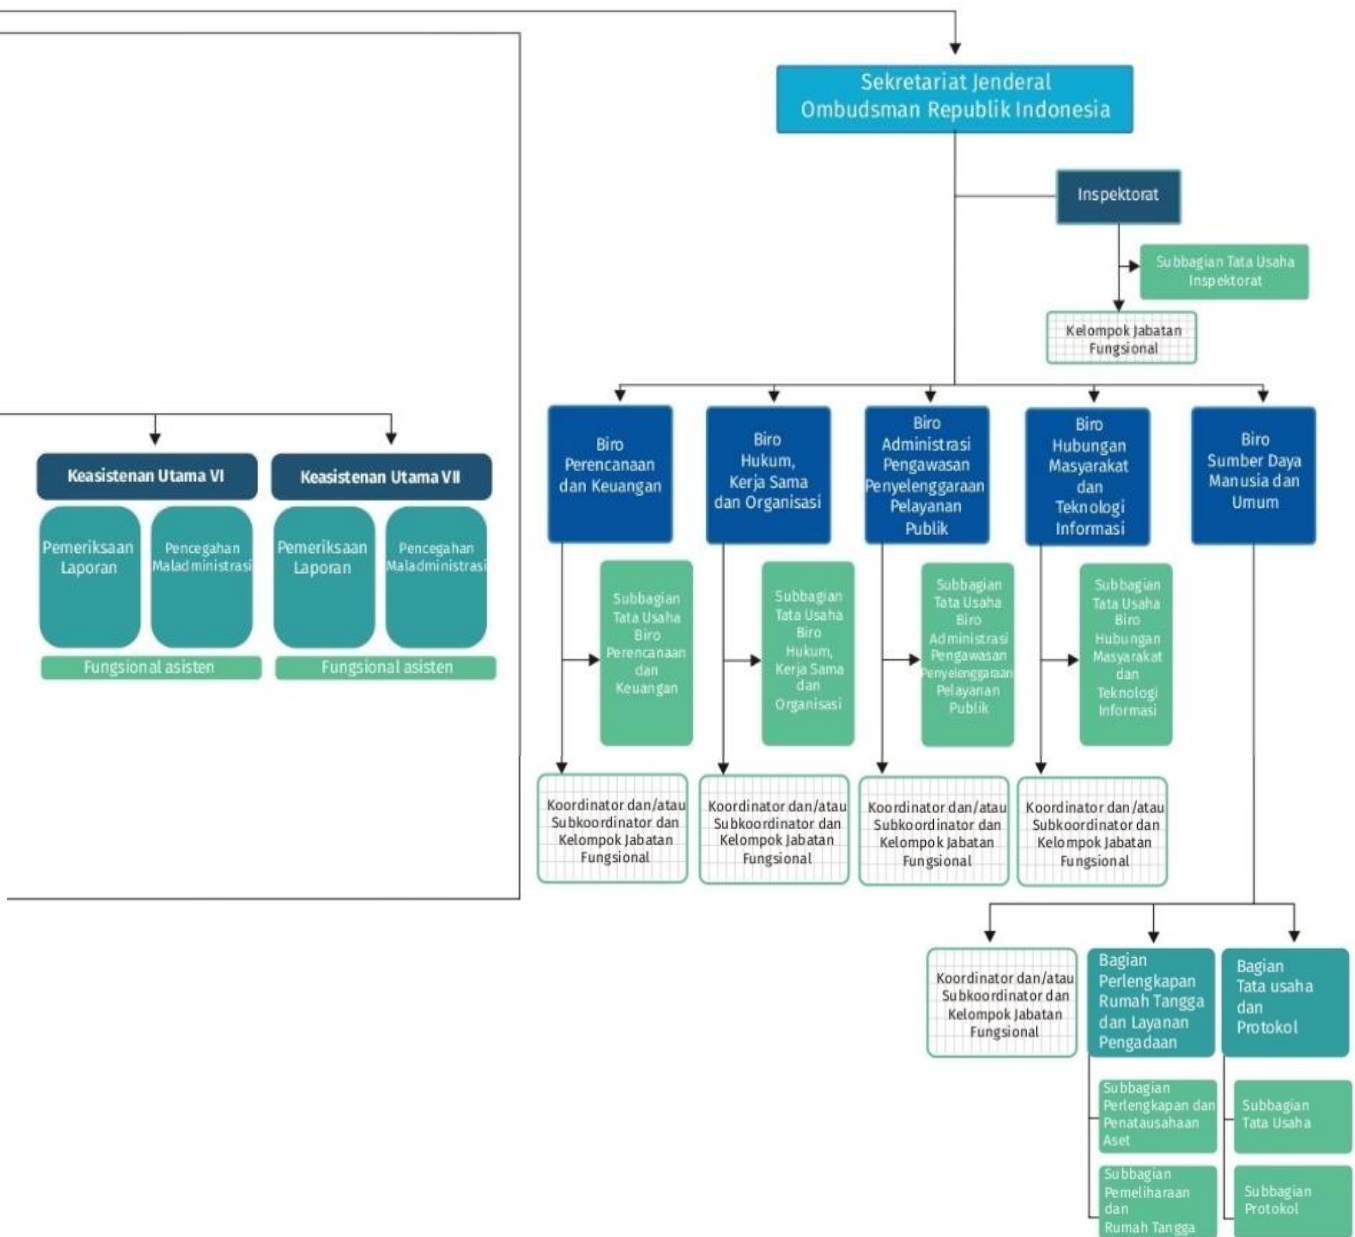 Sekretariat Jenderal
Ombudsman Republik Indonesia
Inspektorat
Subbagian Tata Usaha
Inspektorat
Kelompok Jabatan
Fungsional
Keasistenan Utama VI
Pemeriksaan
Laporan
Pencegahan
Maladministrasi
Fungsional asisten
Keasistenan Utama VII
Pemeriksaan
Laporan
Pencegahan
Maladministrasi
Fungsional asisten
Biro
Perencanaan
dan Keuangan
Biro
Hukum,
Kerja Sama
dan Organisasi
Biro
Administrasi
Pengawasan
Penyelenggaraan
Pelayanan
Publik
Biro
Hubungan
Masyarakat
dan
Teknologi
Informasi
Biro
Sumber Daya
Manusia dan
Umum
Subbagian
Tata Usaha
Biro
Perencanaan
dan
Keuangan
Subbagian
Tata Usaha
Biro
Hukum,
Kerja Sama
dan
Organisasi
Subbagian
Tata Usaha
Biro
Administrasi
Pengawasan
Penyelenggaraan
Pelayanan
Publik
Subbagian
Tata Usaha
Biro
Hubungan
Masyarakat
dan
Teknologi
Informasi
Koordinator dan/atau
Subkoordinator dan
Kelompok Jabatan
Fungsional
Koordinator dan/atau
Subkoordinator dan
Kelompok Jabatan
Fungsional
Koordinator dan/atau
Subkoordinator dan
Kelompok Jabatan
Fungsional
Koordinator dan/atau
Subkoordinator dan
Kelompok Jabatan
Fungsional
Koordinator dan/atau
Subkoordinator dan
Kelompok Jabatan
Fungsional
Bagian
Perlengkapan
Rumah Tangga
dan Layanan
Pengadaan
Bagian
Tata usaha
dan
Protokol
Subbagian
Perlengkapan dan
Penatausahaan
Aset
Subbagian
Tata Usaha
Subbagian
Pemeliharaan
dan
Rumah Tangga
Subbagian
Protokol